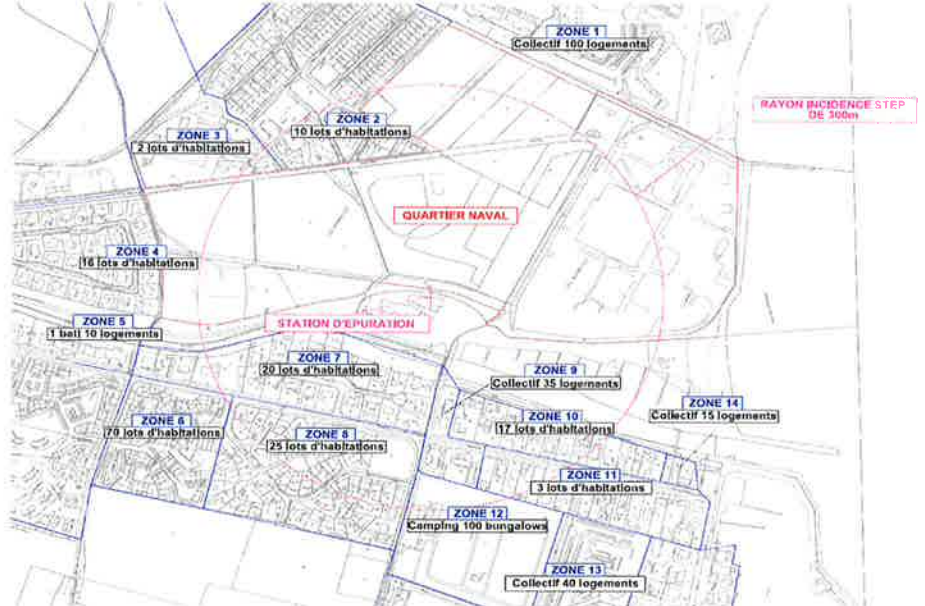 ZONE 1
Collectif 100 logements
RAYON INCIDENCE STEP
DE 300m
ZONE 2
10 lots d'habitations
ZONE 3
2 lots d'habitations
QUARTIER NAVAL
ZONE 4
16 lots d'habitations
ZONE 5
1 bati 10 logements
STATION D'EPURATION
ZONE 7
20 lots d'habitations
ZONE 9
Collectif 35 logements
ZONE 14
Collectif 15 logements
ZONE 6
70 lots d'habitations
ZONE 8
25 lots d'habitations
ZONE 10
17 lots d'habitations
ZONE 11
3 lots d'habitations
ZONE 12
Camping 100 bungalows
ZONE 13
Collectif 40 logements